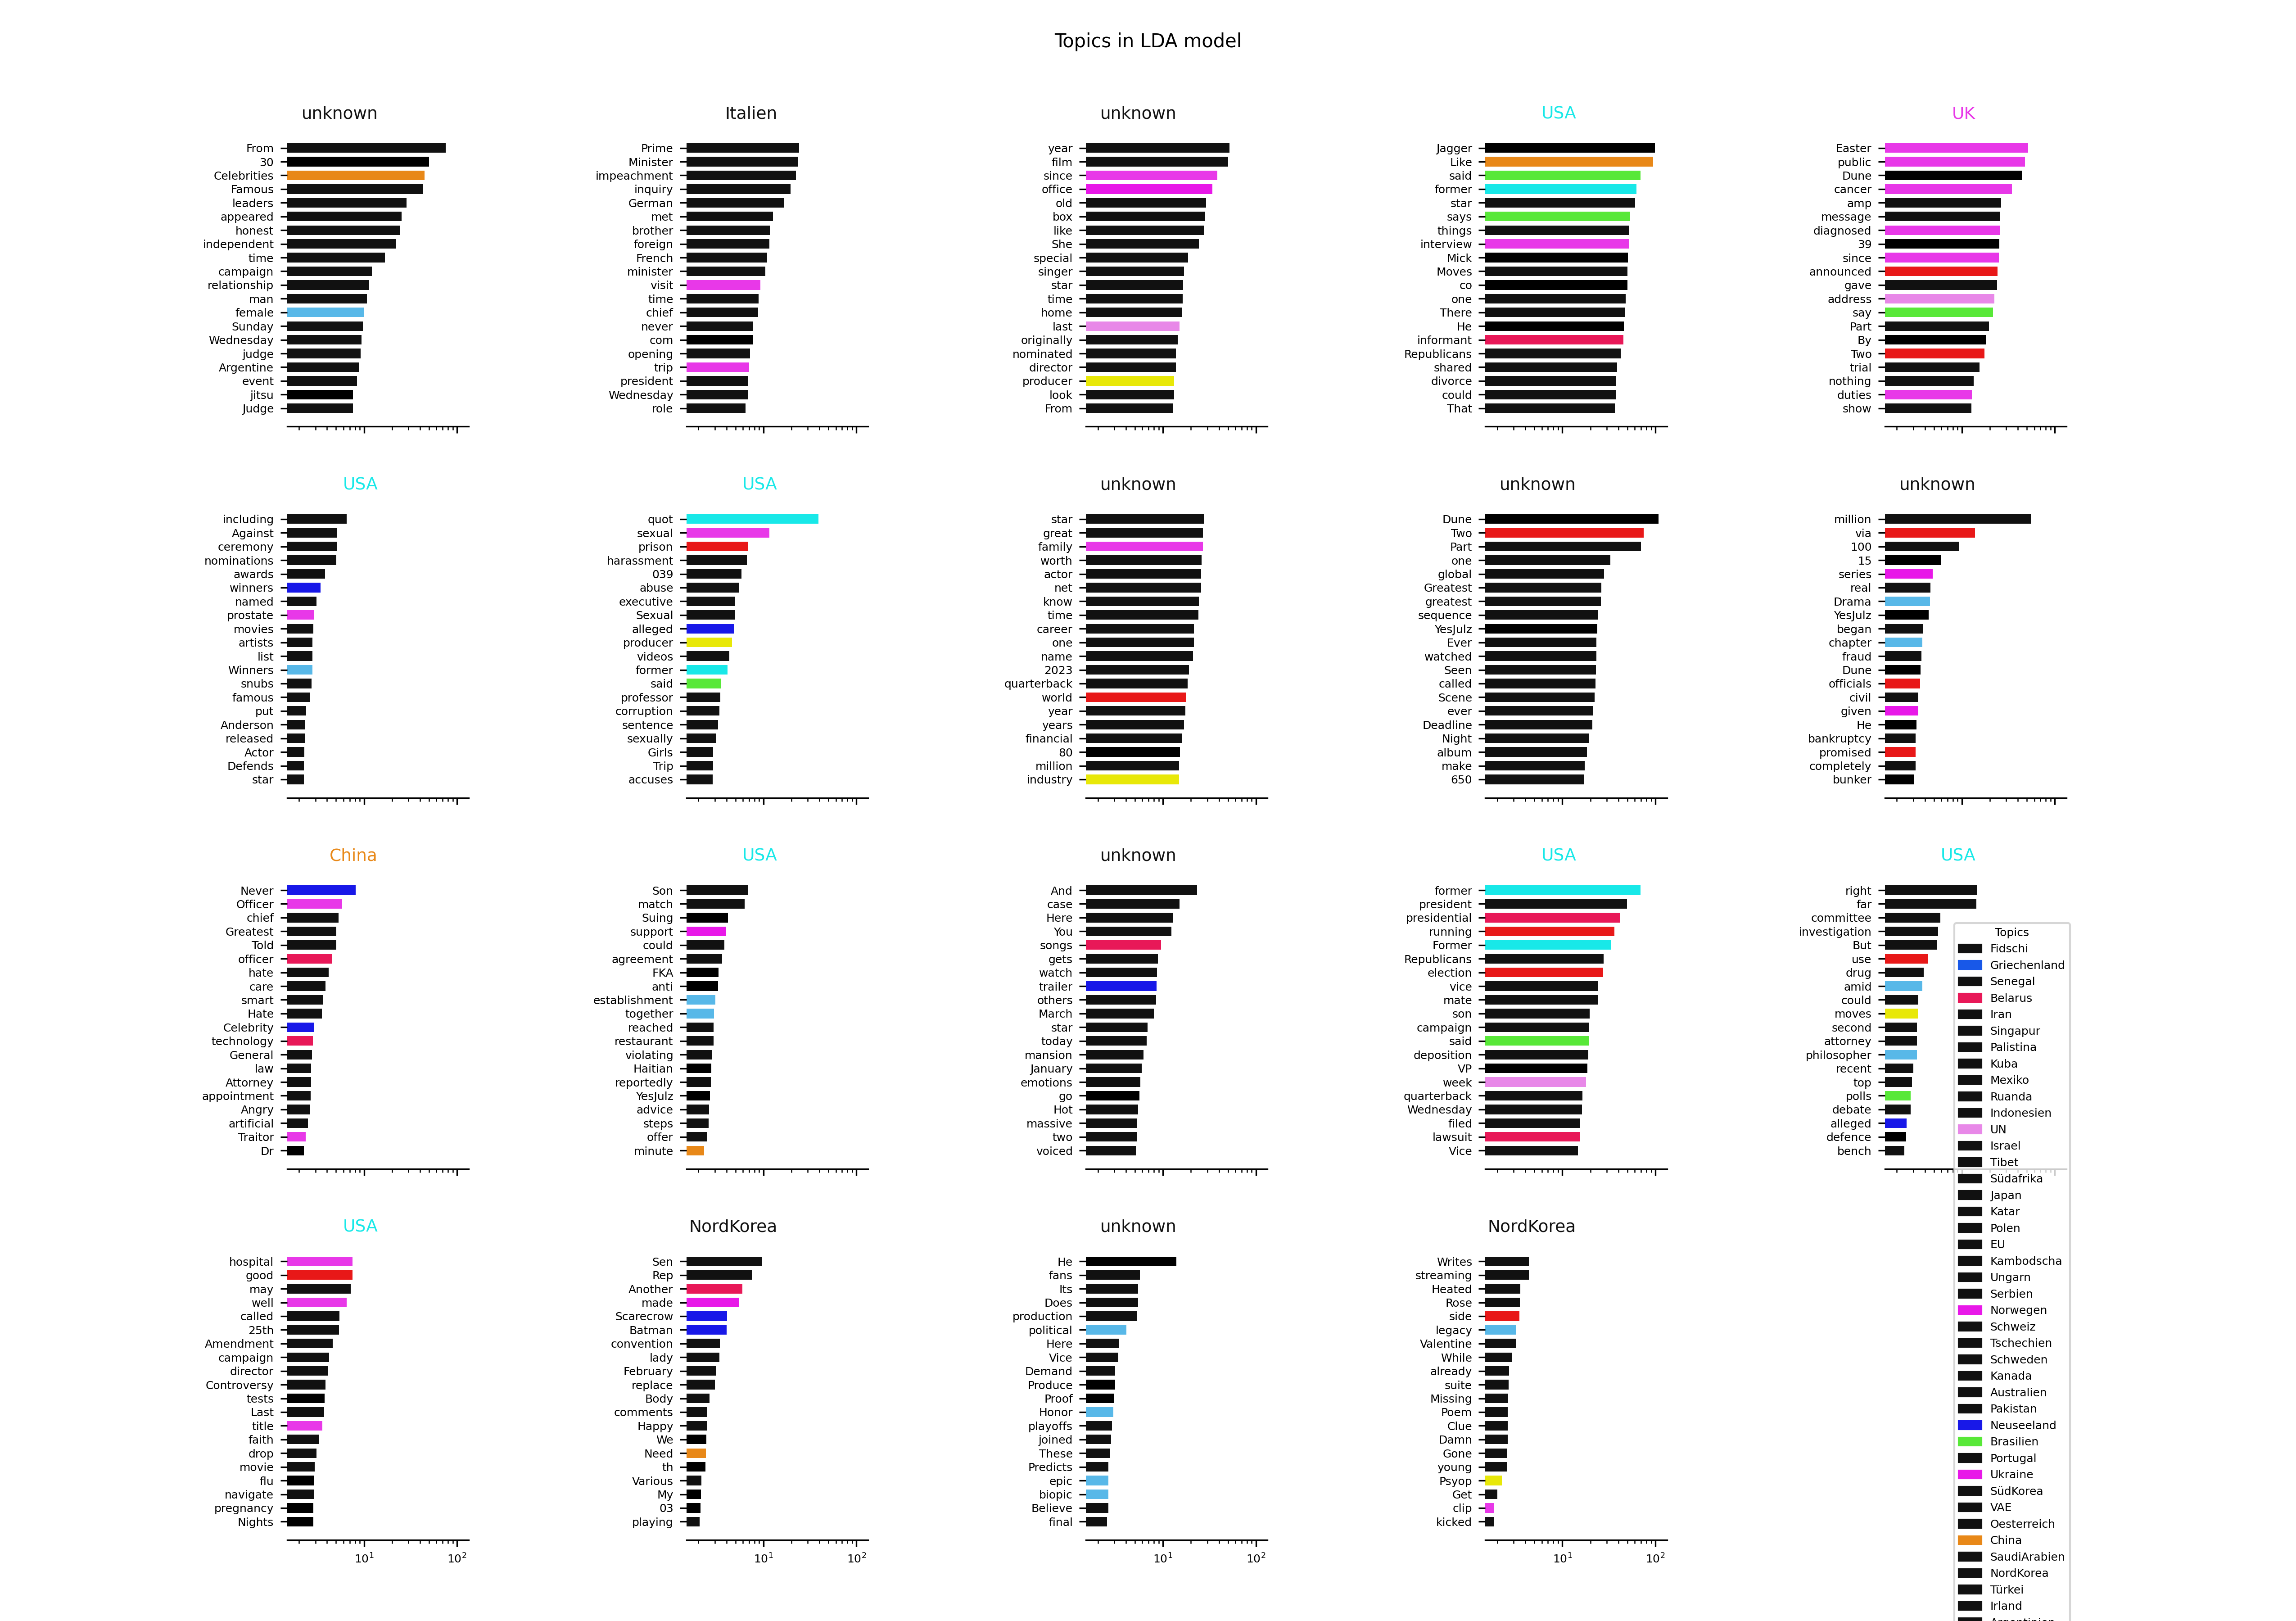 Topics in LDA model
unknown
From
30
Celebrities
Famous
leaders
appeared
honest
independent
time
campaign
relationship
man
female
Sunday
Wednesday
judge
Argentine
event
jitsu
Judge
Italien
Prime
Minister
impeachment
inquiry
German
met
brother
foreign
French
minister
visit
time
chief
never
com
opening
trip
president
Wednesday
role
unknown
year
film
since
office
old
box
like
She
special
singer
star
time
home
last
originally
nominated
director
producer
look
From
USA
Jagger
Like
said
former
star
says
things
interview
Mick
Moves
co
one
There
He
informant
Republicans
shared
divorce
could
That
UK
Easter
public
Dune
cancer
amp
message
diagnosed
39
since
announced
gave
address
say
Part
By
Two
trial
nothing
duties
show
USA
including
Against
ceremony
nominations
awards
winners
named
prostate
movies
artists
list
Winners
snubs
famous
put
Anderson
released
Actor
Defends
star
USA
quot
sexual
prison
harassment
039
abuse
executive
Sexual
alleged
producer
videos
former
said
professor
corruption
sentence
sexually
Girls
Trip
accuses
unknown
star
great
family
worth
actor
net
know
time
career
one
name
2023
quarterback
world
year
years
financial
80
million
industry
unknown
Dune
Two
Part
one
global
Greatest
greatest
sequence
YesJulz
Ever
watched
Seen
called
Scene
ever
Deadline
Night
album
make
650
unknown
million
via
100
15
series
real
Drama
YesJulz
began
chapter
fraud
Dune
officials
civil
given
He
bankruptcy
promised
completely
bunker
China
Never
Officer
chief
Greatest
Told
officer
hate
care
smart
Hate
Celebrity
technology
General
law
Attorney
appointment
Angry
artificial
Traitor
Dr
USA
Son
match
Suing
support
could
agreement
FKA
anti
establishment
together
reached
restaurant
violating
Haitian
reportedly
YesJulz
advice
steps
offer
minute
unknown
And
case
Here
You
songs
gets
watch
trailer
others
March
star
today
mansion
January
emotions
go
Hot
massive
two
voiced
USA
former
president
presidential
running
Former
Republicans
election
vice
mate
son
campaign
said
deposition
VP
week
quarterback
Wednesday
filed
lawsuit
Vice
USA
right
far
committee
investigation
But
use
drug
amid
could
moves
second
attorney
philosopher
recent
top
polls
debate
alleged
defence
bench
USA
hospital
good
may
well
called
25th
Amendment
campaign
director
Controversy
tests
Last
title
faith
drop
movie
flu
navigate
pregnancy
Nights
10¹ 10²
NordKorea
Sen
Rep
Another
made
Scarecrow
Batman
convention
lady
February
replace
Body
comments
Happy
We
Need
th
Various
My
03
playing
10¹ 10²
unknown
He
fans
Its
Does
production
political
Here
Vice
Demand
Produce
Proof
Honor
playoffs
joined
These
Predicts
epic
biopic
Believe
final
10¹ 10²
NordKorea
Writes
streaming
Heated
Rose
side
legacy
Valentine
While
already
suite
Missing
Poem
Clue
Damn
Gone
young
Psyop
Get
clip
kicked
10¹ 10²
Topics
Fidschi
Griechenland
Senegal
Belarus
Iran
Singapur
Palistina
Kuba
Mexiko
Ruanda
Indonesien
UN
Israel
Tibet
Südafrika
Japan
Katar
Polen
EU
Kambodscha
Ungarn
Serbien
Norwegen
Schweiz
Tschechien
Schweden
Kanada
Australien
Pakistan
Neuseeland
Brasilien
Portugal
Ukraine
SüdKorea
VAE
Oesterreich
China
SaudiArabien
NordKorea
Türkei
Irland